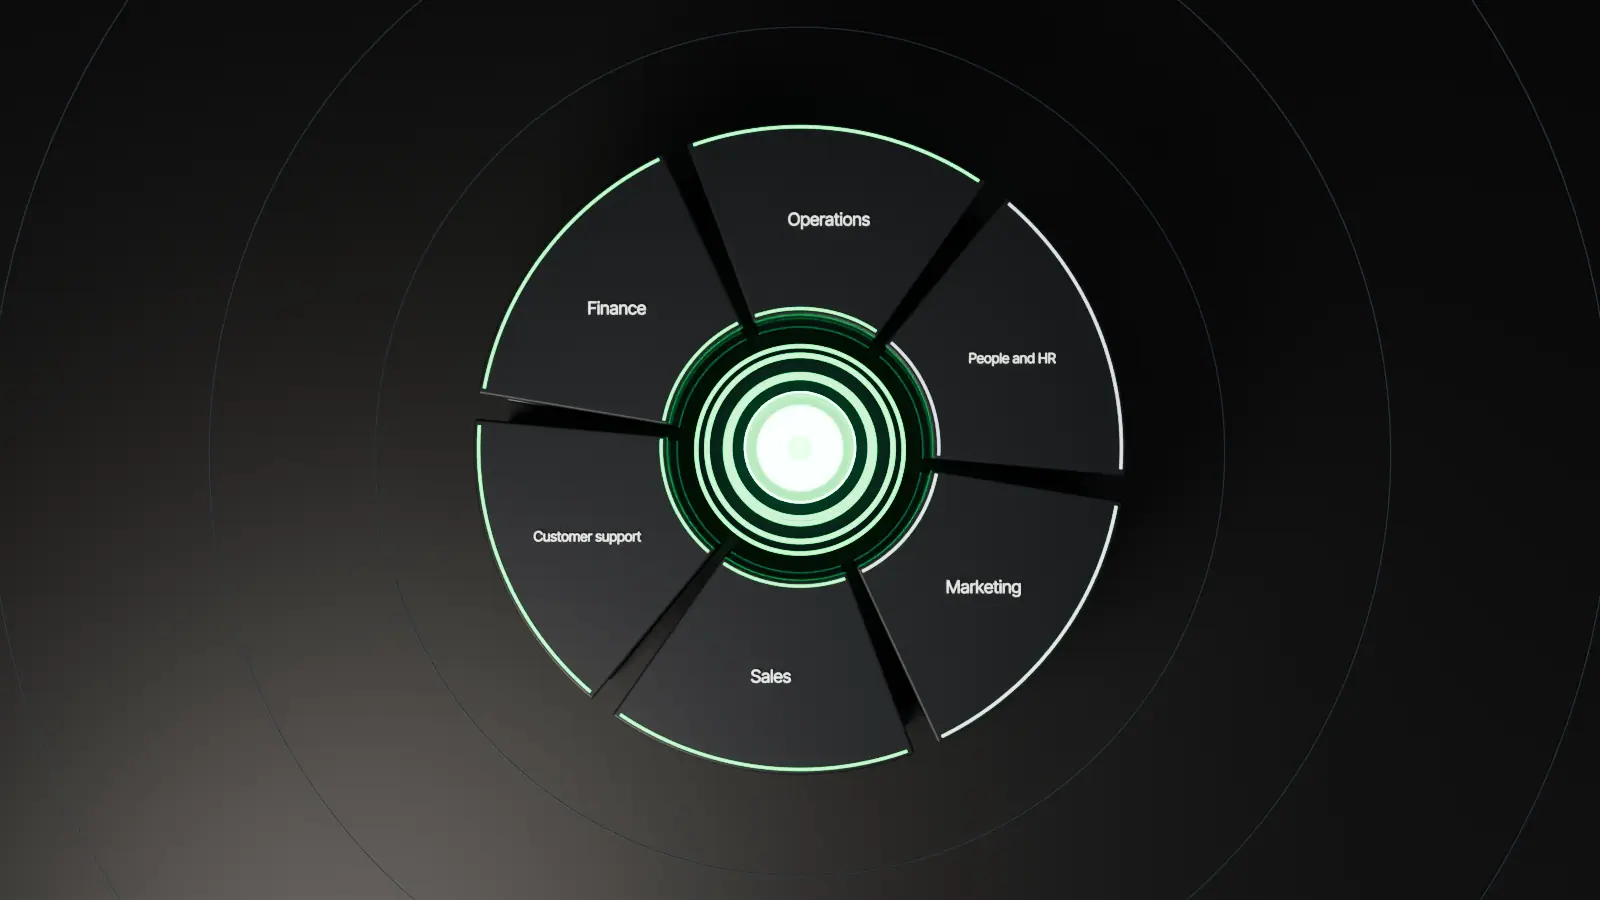 Operations
Finance
People and HR
Customer support
Marketing
Sales